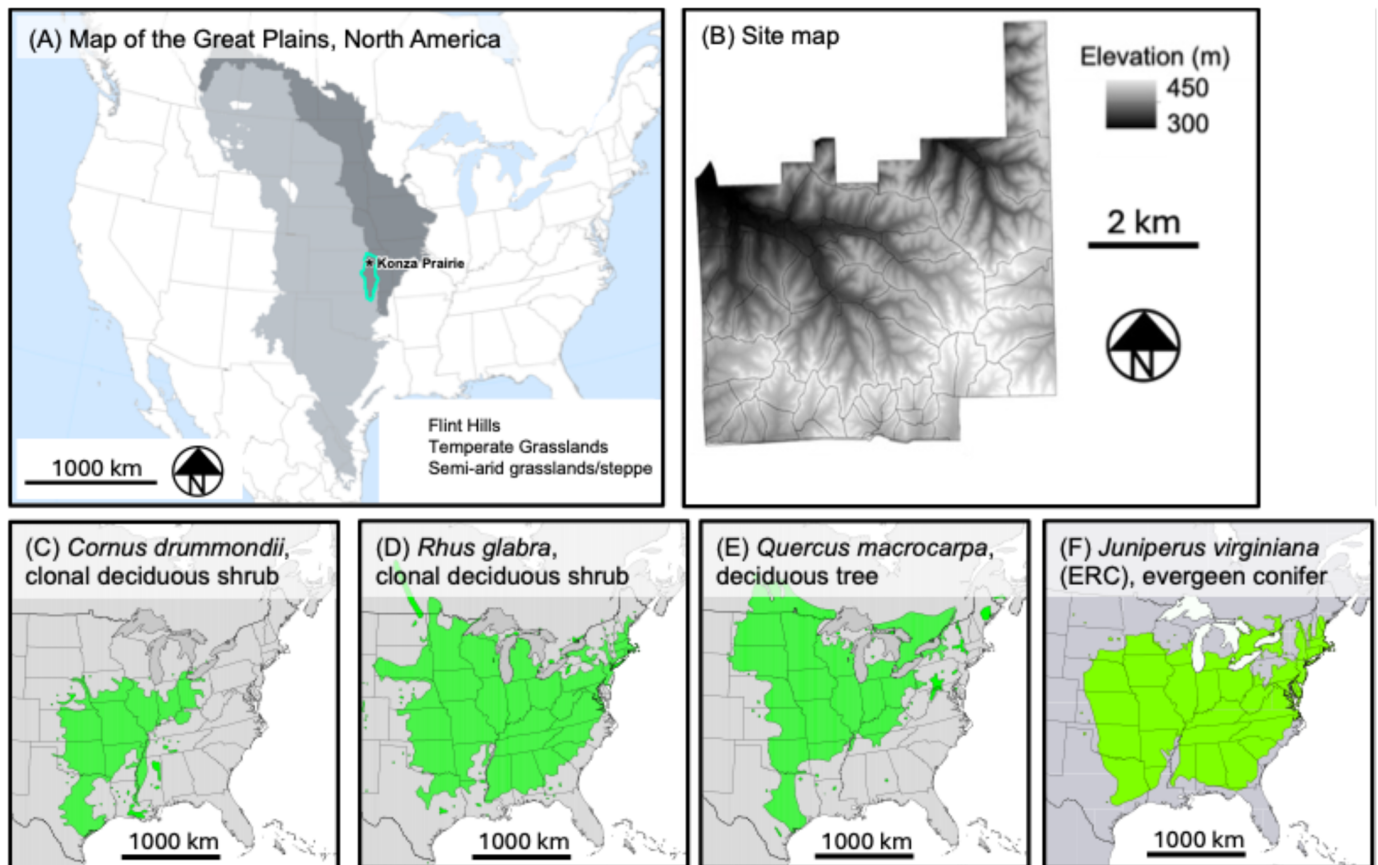 (A) Map of the Great Plains, North America
Konza Prairie
Flint Hills
Temperate Grasslands
Semi-arid grasslands/steppe
1000 km
N
(B) Site map
Elevation (m)
450
300
2 km
N
(C) Cornus drummondii,
clonal deciduous shrub
1000 km
(D) Rhus glabra,
clonal deciduous shrub
1000 km
(E) Quercus macrocarpa,
deciduous tree
1000 km
(F) Juniperus virginiana
(ERC), evergeen conifer
1000 km